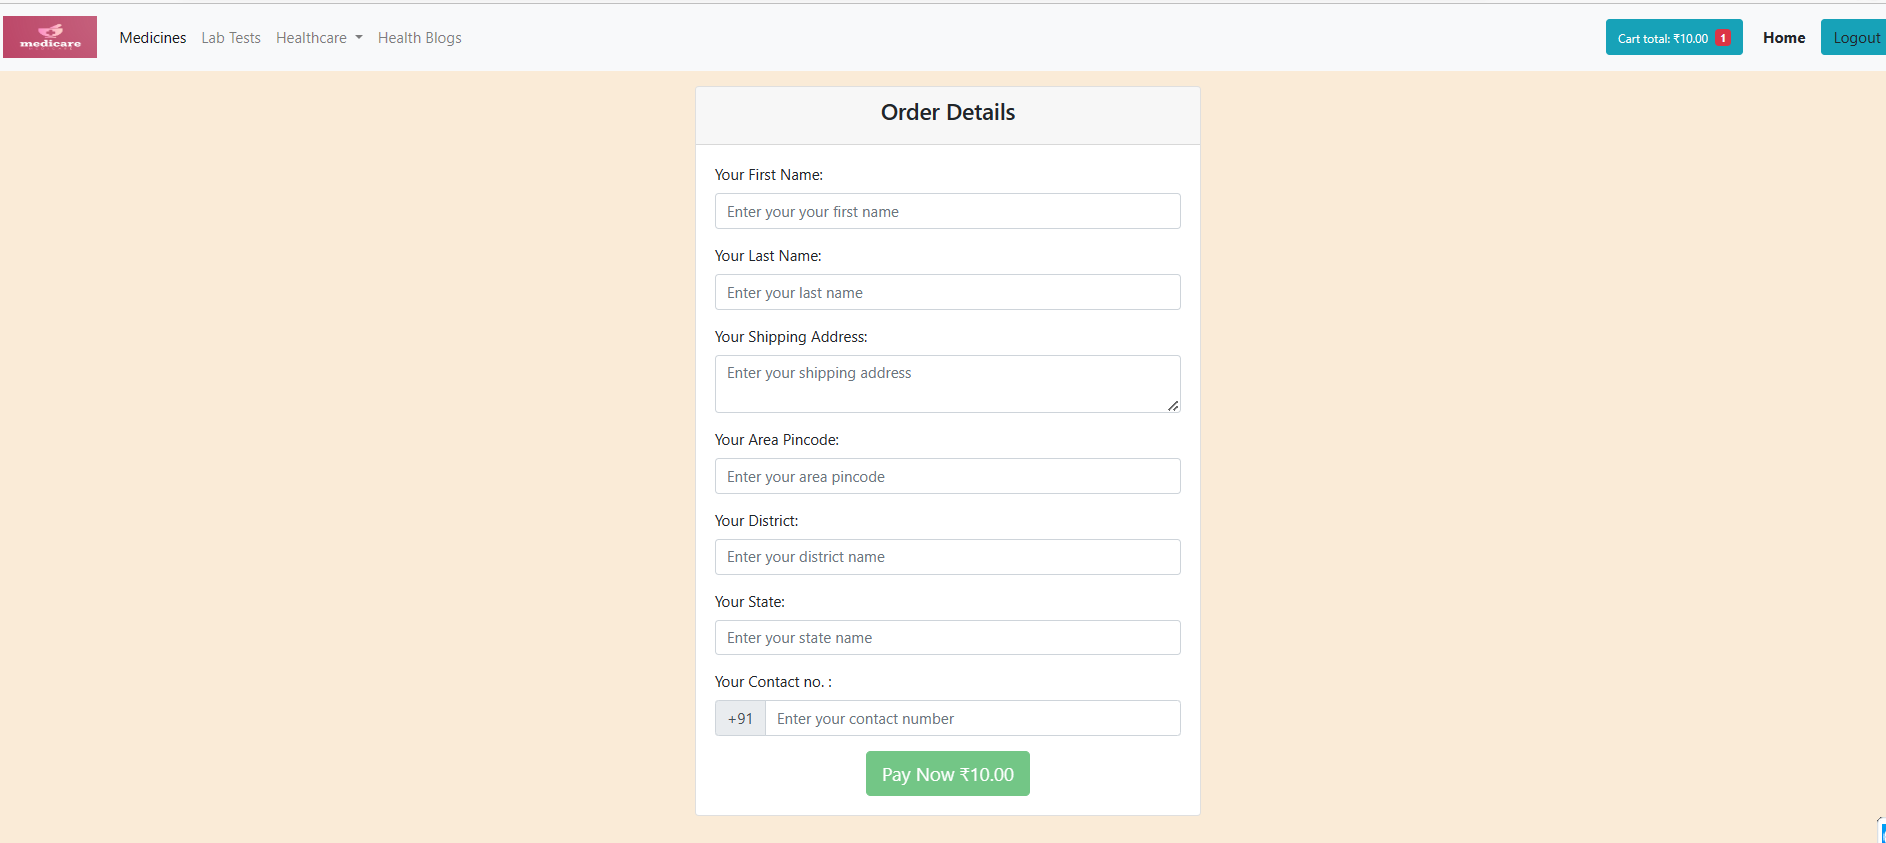 medicare
Medicines Lab Tests Healthcare Health Blogs
Cart total: ₹10.00 1 Home Logout
Order Details
Your First Name:
Enter your your first name
Your Last Name:
Enter your last name
Your Shipping Address:
Enter your shipping address
Your Area Pincode:
Enter your area pincode
Your District:
Enter your district name
Your State:
Enter your state name
Your Contact no. :
+91 Enter your contact number
Pay Now ₹10.00